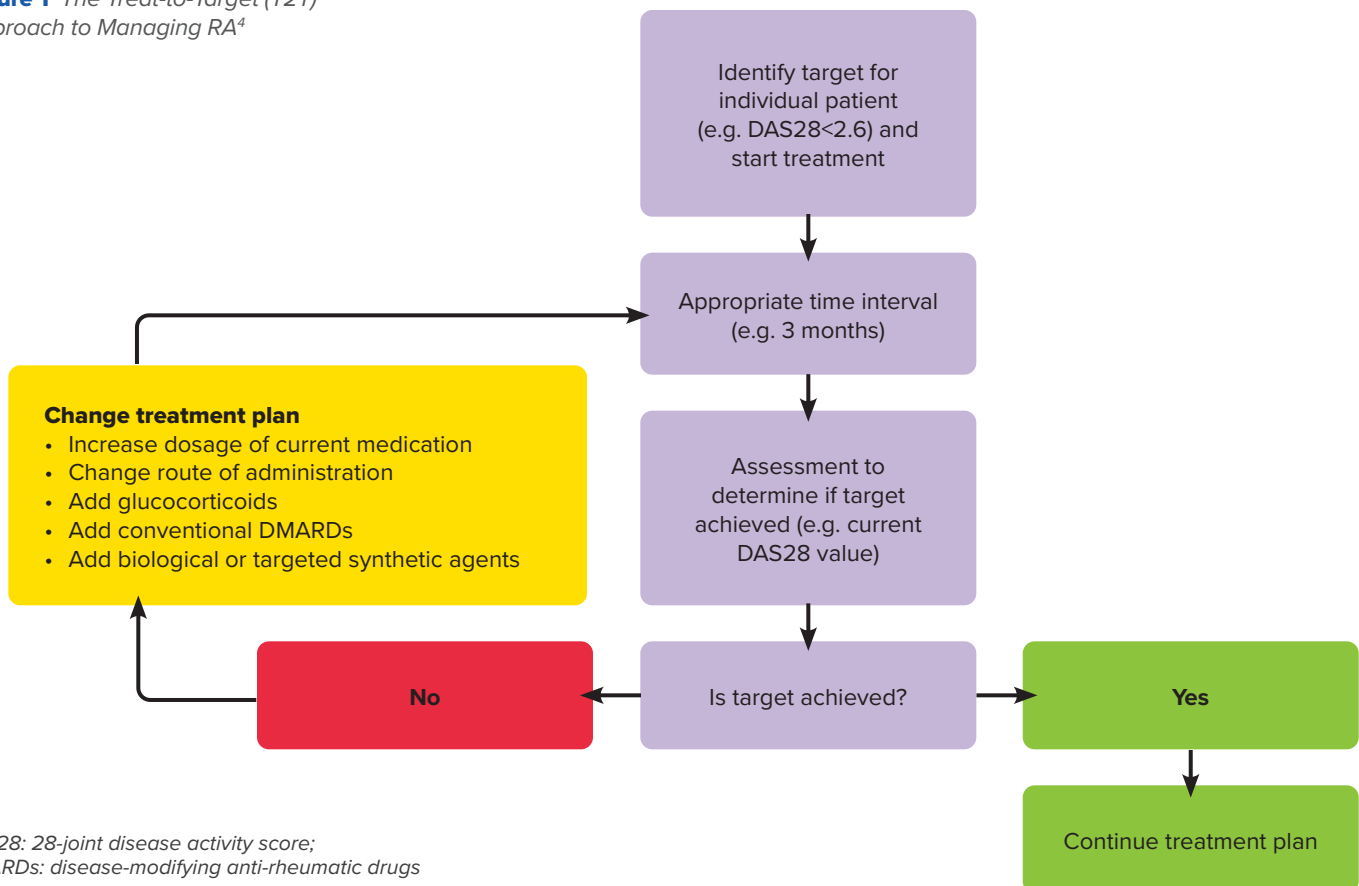 Figure 1 The Treat-to-Target (T2T)
Approach to Managing RA4
Identify target for
individual patient
(e.g. DAS28<2.6) and
start treatment
Appropriate time interval
(e.g. 3 months)
Change treatment plan
• Increase dosage of current medication
• Change route of administration
• Add glucocorticoids
• Add conventional DMARDs
• Add biological or targeted synthetic agents
Assessment to
determine if target
achieved (e.g. current
DAS28 value)
No
Is target achieved?
Yes
Continue treatment plan
28: 28-joint disease activity score;
RDs: disease-modifying anti-rheumatic drugs